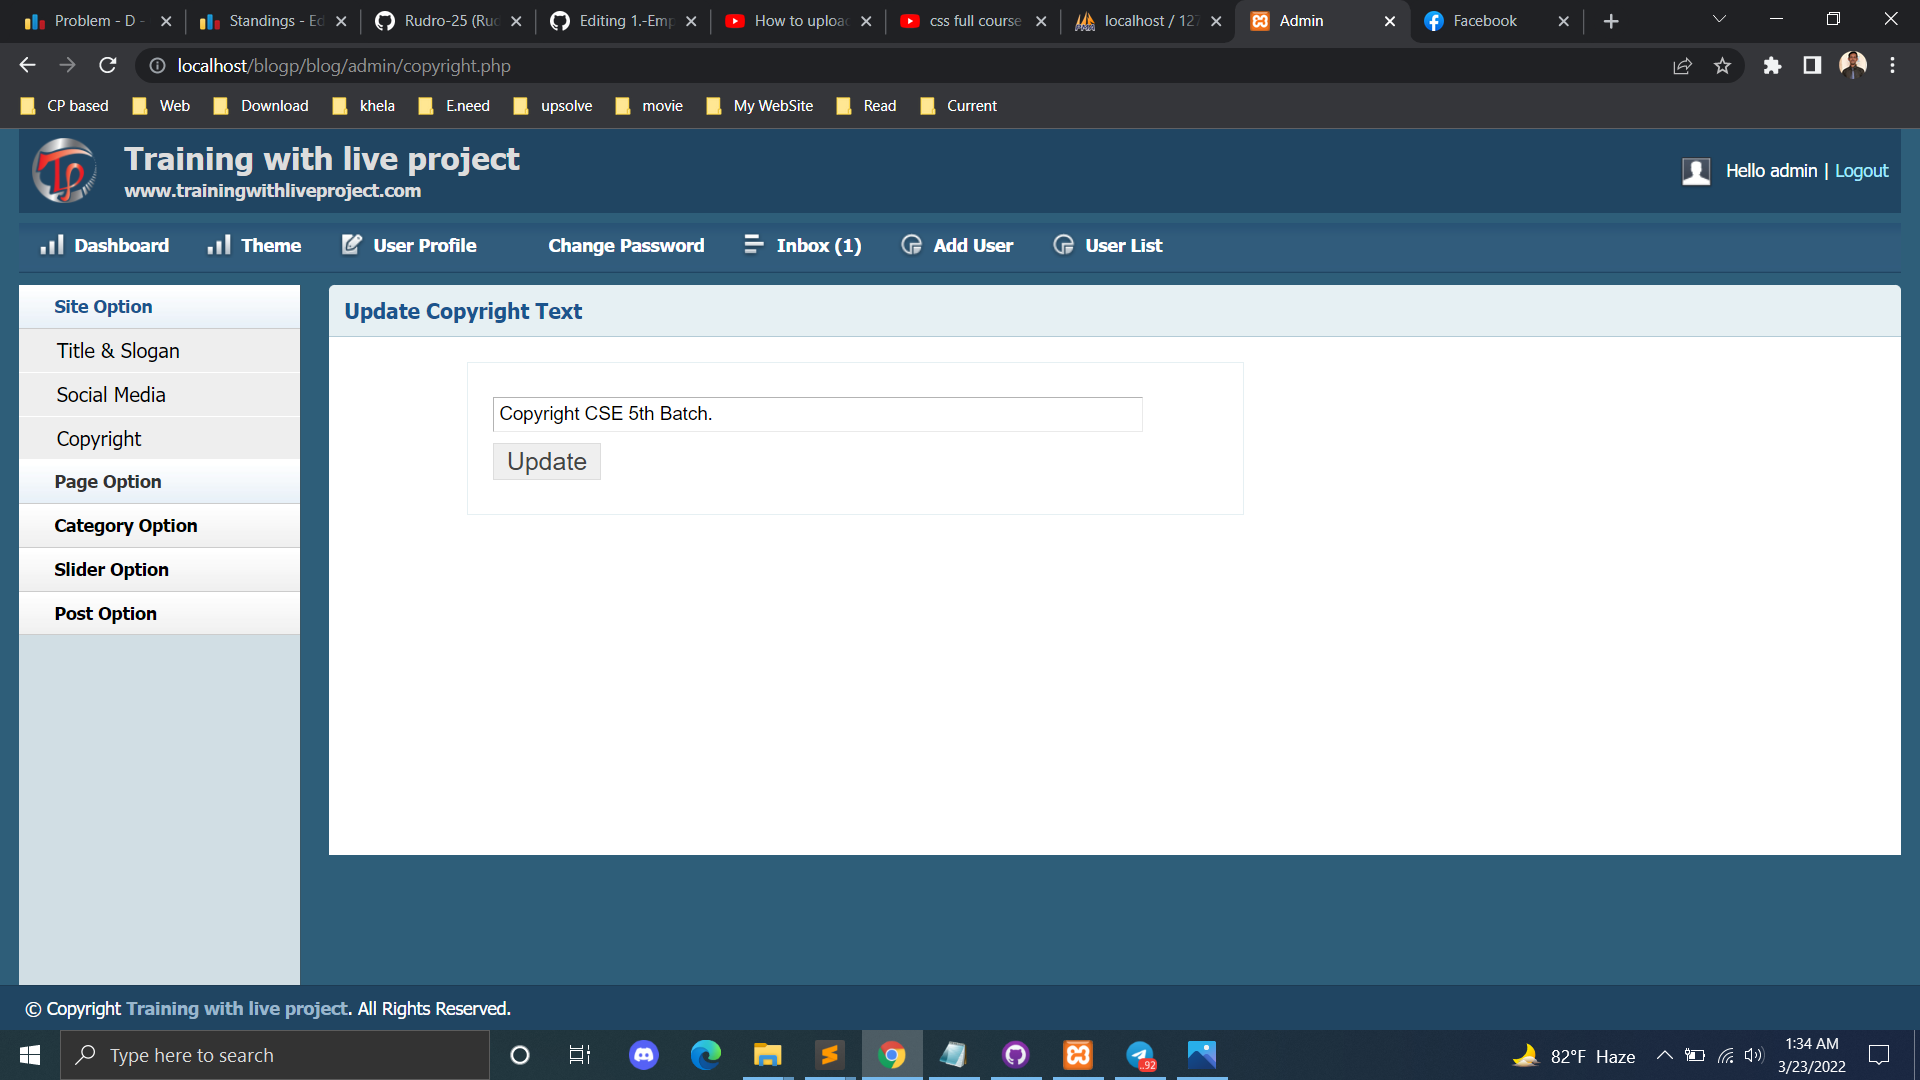 Problem - D -
Standings - Ed
Rudro-25 (Rud
Editing 1.-Emp
How to uploa
css full course
localhost / 127
Admin
Facebook
localhost/blogp/blog/admin/copyright.php
CP based
Web
Download
khela
E.need
upsolve
movie
My WebSite
Read
Current
Training with live project
www.trainingwithliveproject.com
Hello admin | Logout
Dashboard
Theme
User Profile
Change Password
Inbox (1)
Add User
User List
Site Option
Title & Slogan
Social Media
Copyright
Page Option
Category Option
Slider Option
Post Option
Update Copyright Text
Copyright CSE 5th Batch.
Update
© Copyright Training with live project. All Rights Reserved.
Type here to search
..92
82°F Haze
1:34 AM
3/23/2022